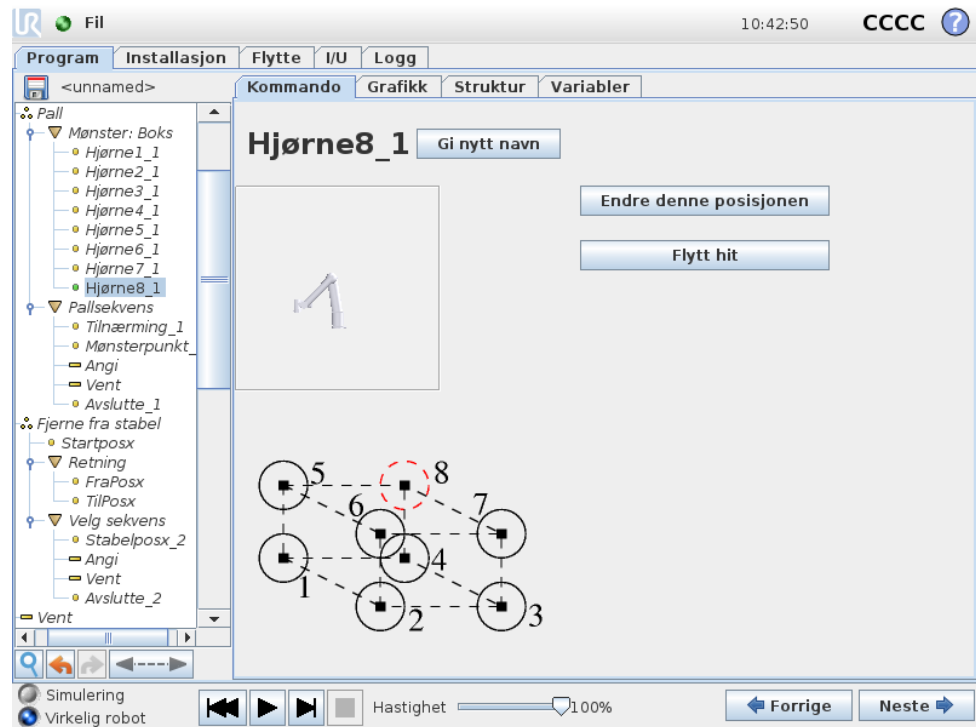 UR Fil 10:42:50 CCCC ?
Program Installasjon Flytte I/U Logg
<unnamed>
Kommando Grafikk Struktur Variabler
Pall
Mønster: Boks
Hjørne1_1
Hjørne2_1
Hjørne3_1
Hjørne4_1
Hjørne5_1
Hjørne6_1
Hjørne7_1
Hjørne8_1
Pallsekvens
Tilnærming_1
Mønsterpunkt_
Angi
Vent
Avslutte_1
Fjerne fra stabel
Startposx
Retning
FraPosx
TilPosx
Velg sekvens
Stabelposx_2
Angi
Vent
Avslutte_2
Vent
Hjørne8_1 Gi nytt navn
Endre denne posisjonen
Flytt hit
5 8
6 7
1 4
2 3
Simulering
Virkelig robot
Hastighet 100%
Forrige Neste